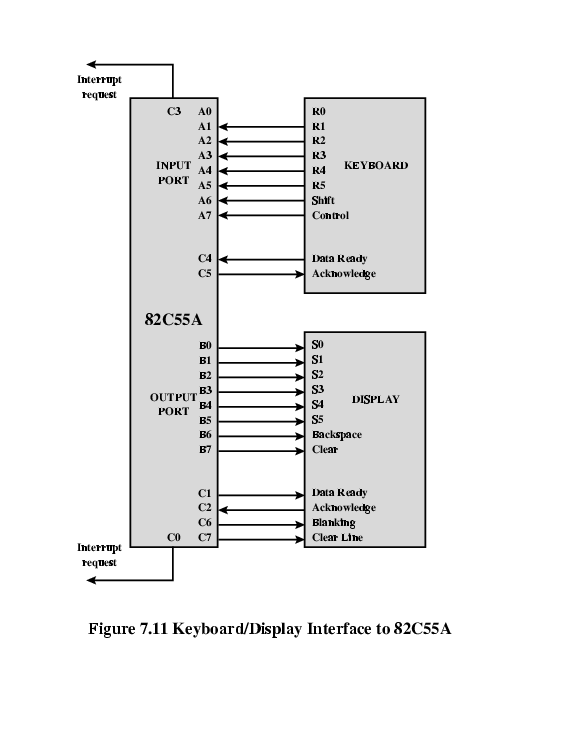 Interrupt
request
C3 A0 R0
A1 R1
A2 R2
A3 R3
INPUT
PORT
KEYBOARD
A4 R4
A5 R5
A6 Shift
A7 Control
C4 Data Ready
C5 Acknowledge
82C55A
B0 S0
B1 S1
B2 S2
B3 S3
OUTPUT
PORT
DISPLAY
B4 S4
B5 S5
B6 Backspace
B7 Clear
C1 Data Ready
C2 Acknowledge
C6 Blanking
C0 C7 Clear Line
Interrupt
request
Figure 7.11 Keyboard/Display Interface to 82C55A